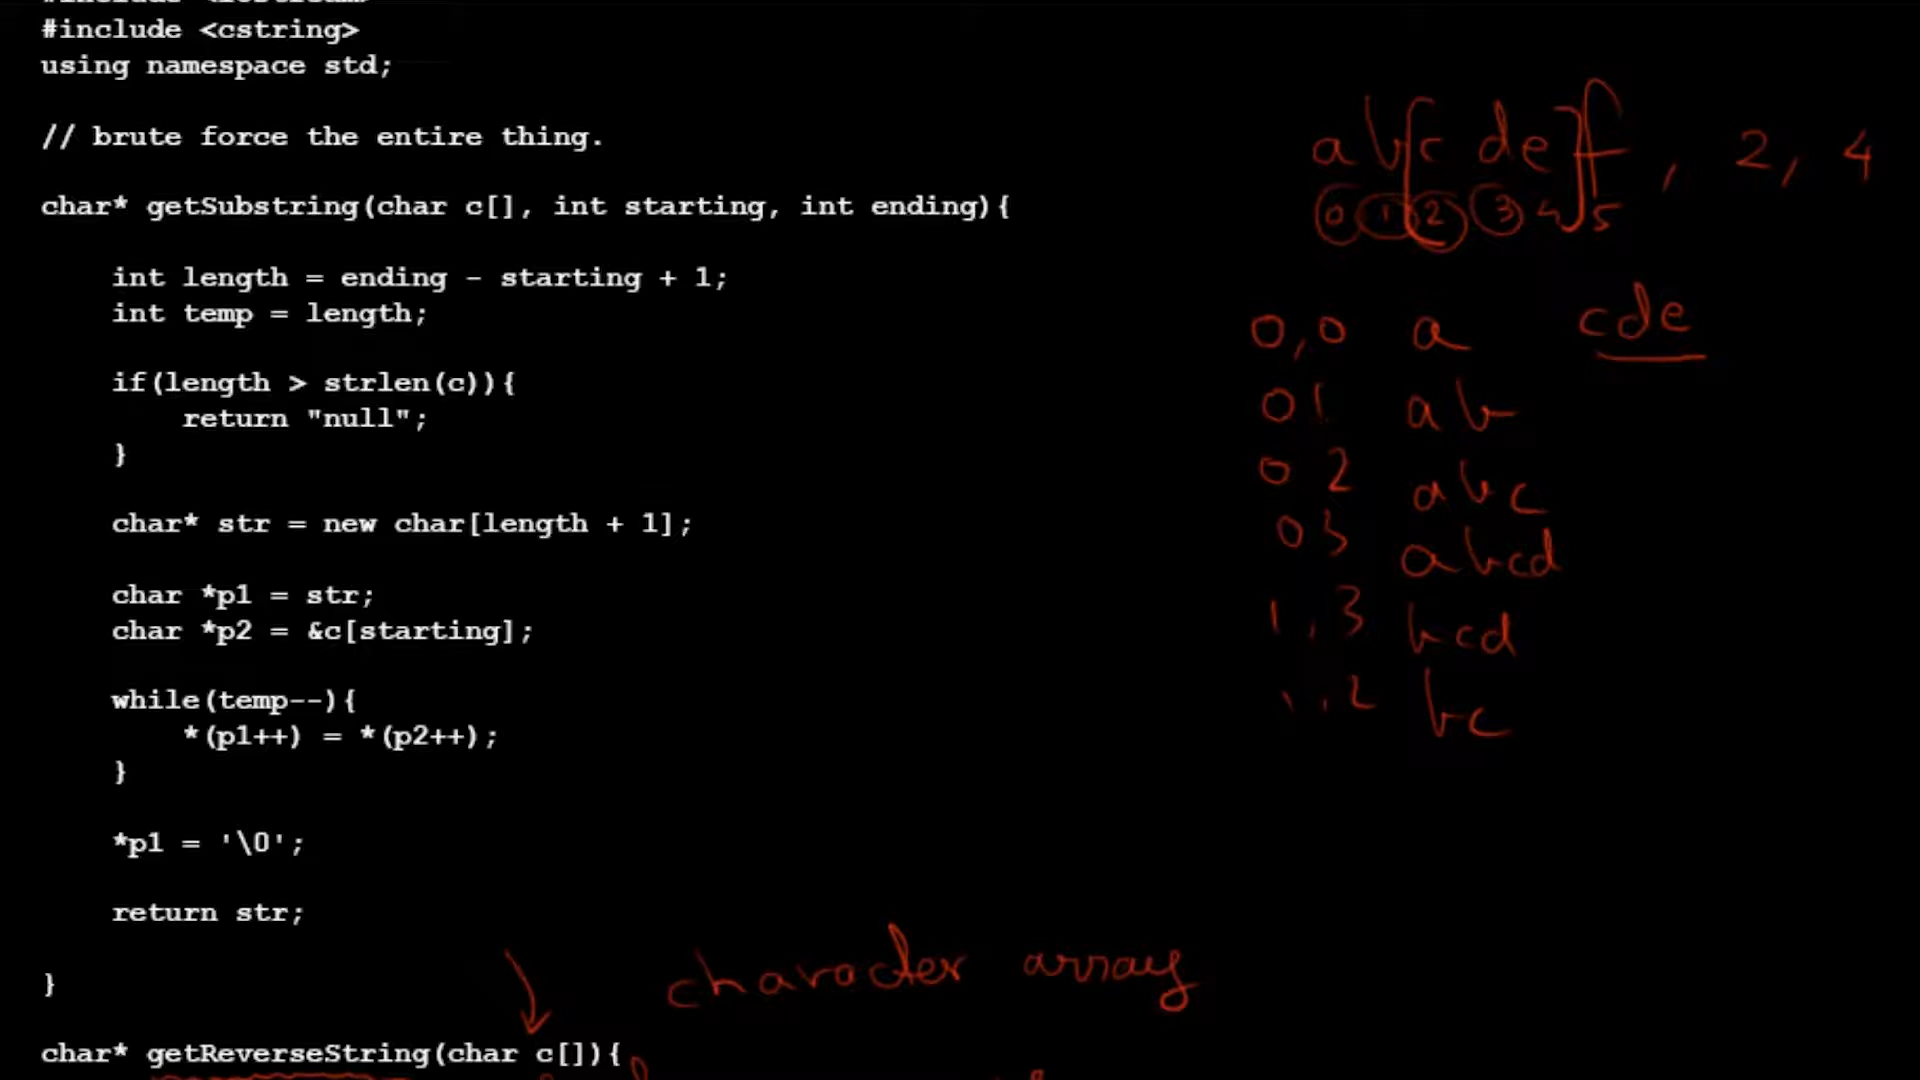 #include <iostream>
#include <cstring>
using namespace std;
// brute force the entire thing.
char* getSubstring(char c[], int starting, int ending){
int length = ending - starting + 1;
int temp = length;
if(length > strlen(c)){
return "null";
}
char* str = new char[length + 1];
char *p1 = str;
char *p2 = &c[starting];
while(temp--){
*(p1++) = *(p2++);
}
*p1 = '\0';
return str;
}
char* getReverseString(char c[]){
ab[cde]f , 2, 4
0 1 2 3 4 5
cde
0,0 a
0 1 ab
0 2 abc
0 3 abcd
1,3 bcd
1,2 bc
character array